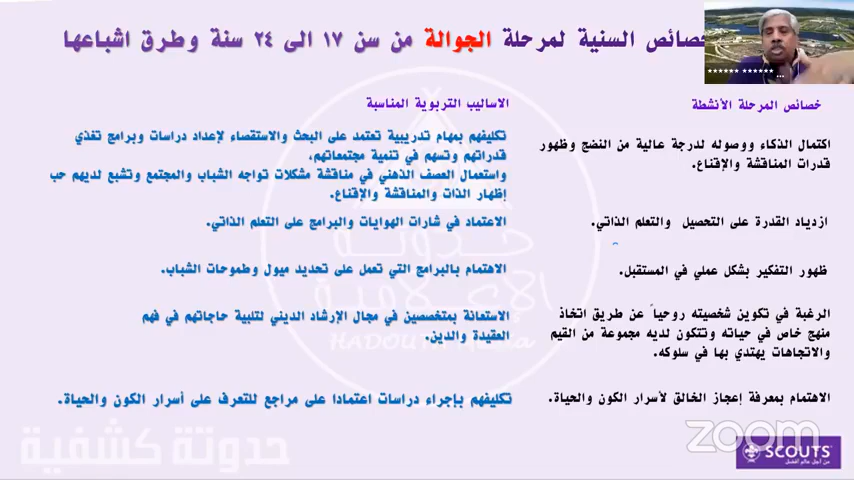 خصائص السنية لمرحلة الجوالة من سن ١٧ الى ٢٤ سنة وطرق اشباعها
****** ****** ...
خصائص المرحلة الأنشطة
الاساليب التربوية المناسبة
اكتمال الذكاء ووصوله لدرجة عالية من النضج وظهور
قدرات المناقشة والإقناع.
تكليفهم بمهام تدريبية تعتمد على البحث والاستقصاء لإعداد دراسات وبرامج تغذي
قدراتهم وتسهم في تنمية مجتمعاتهم،
واستعمال العصف الذهني في مناقشة مشكلات تواجه الشباب والمجتمع وتشبع لديهم حب
إظهار الذات والمناقشة والإقناع.
ازدياد القدرة على التحصيل والتعلم الذاتي.
الاعتماد في شارات الهوايات والبرامج على التعلم الذاتي.
ظهور التفكير بشكل عملي في المستقبل.
الاهتمام بالبرامج التي تعمل على تحديد ميول وطموحات الشباب.
الرغبة في تكوين شخصيته روحياً عن طريق اتخاذ
منهج خاص في حياته وتتكون لديه مجموعة من القيم
والاتجاهات يهتدي بها في سلوكه.
الاستعانة بمتخصصين في مجال الإرشاد الديني لتلبية حاجاتهم في فهم
العقيدة والدين.
الاهتمام بمعرفة إعجاز الخالق لأسرار الكون والحياة.
تكليفهم بإجراء دراسات اعتمادا على مراجع للتعرف على أسرار الكون والحياة.
حدوتة
الإعلامية
حدوتة كشفية
zoom
SCOUTS
من أجل عالم أفضل